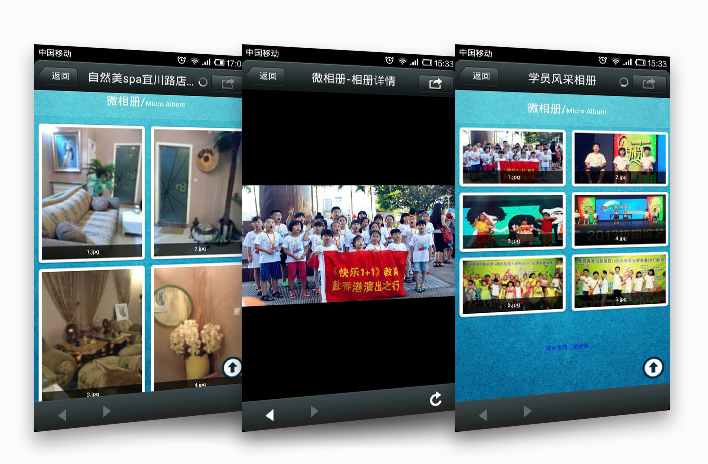 中国移动
17:0
返回
自然美spa宜川路店...
微相册/Micro Album
1.jpg
2.jpg
3.jpg
4.jpg
中国移动
15:33
返回
微相册-相册详情
《快乐1+1》教育
赴香港演出之行
中国移动
15:33
返回
学员风采相册
微相册/Micro Album
1.jpg
2.jpg
3.jpg
4.jpg
5.jpg
6.jpg